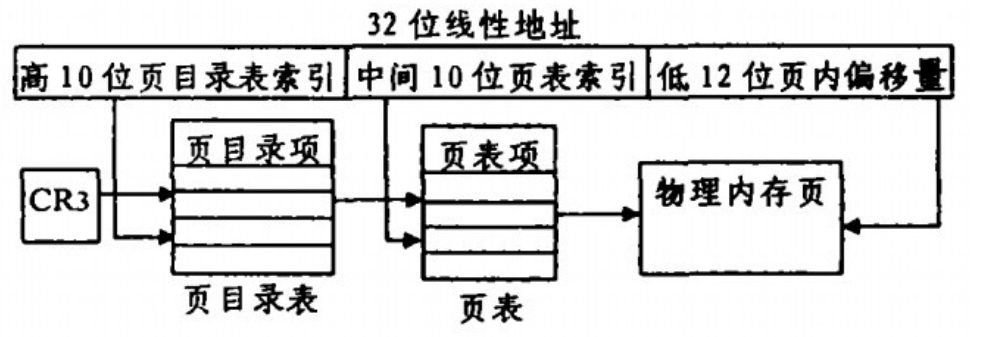 32 位线性地址
高 10 位页目录表索引 中间 10 位页表索引 低 12 位页内偏移量
页目录项
页表项
CR3
物理内存页
页目录表
页表